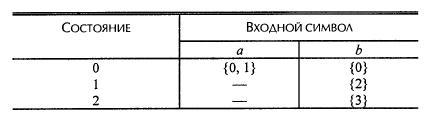 СОСТОЯНИЕ ВХОДНОЙ СИМВОЛ
a b
0 {0, 1} {0}
1 — {2}
2 — {3}